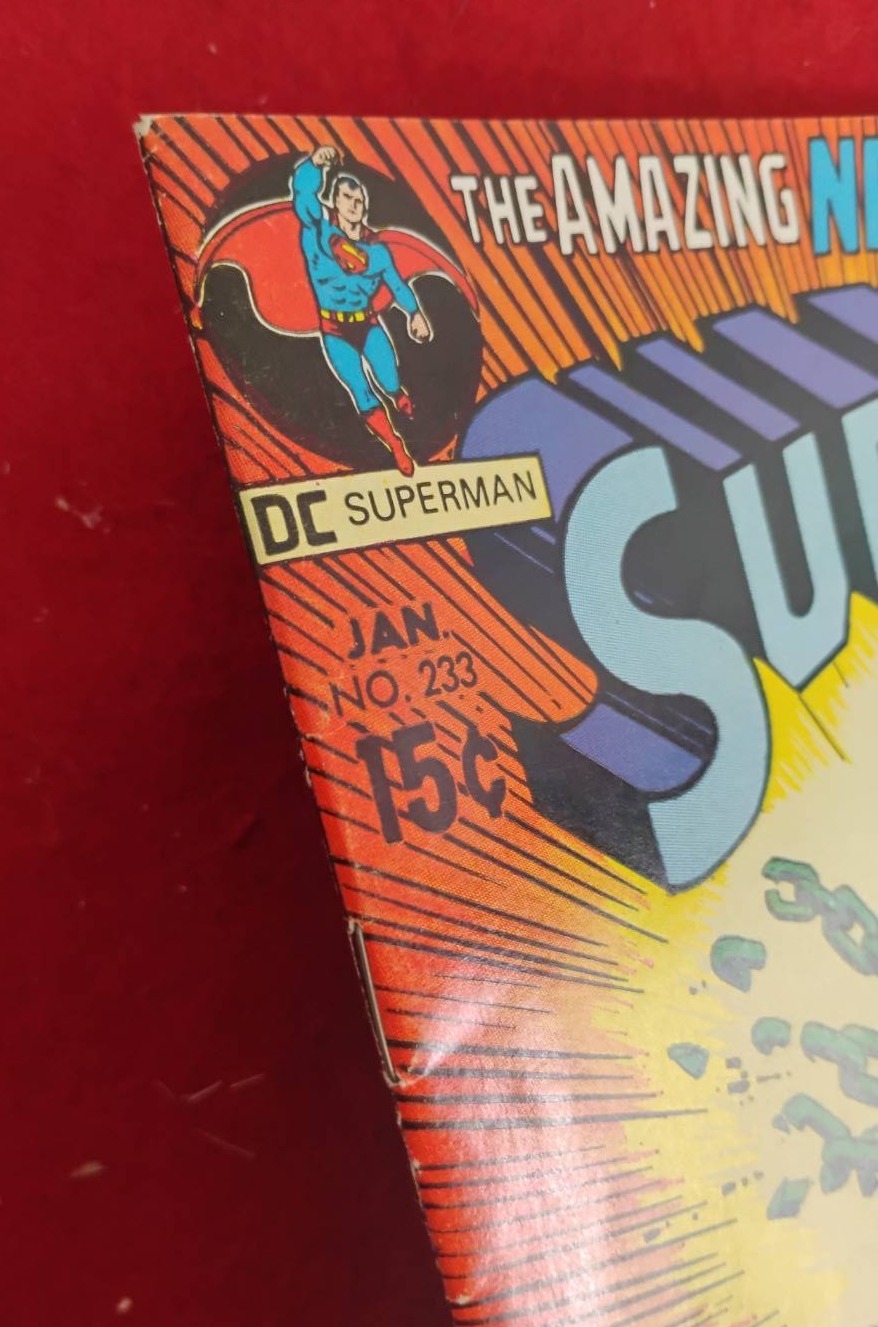 THE AMAZING
DC SUPERMAN
JAN.
NO. 233
15¢